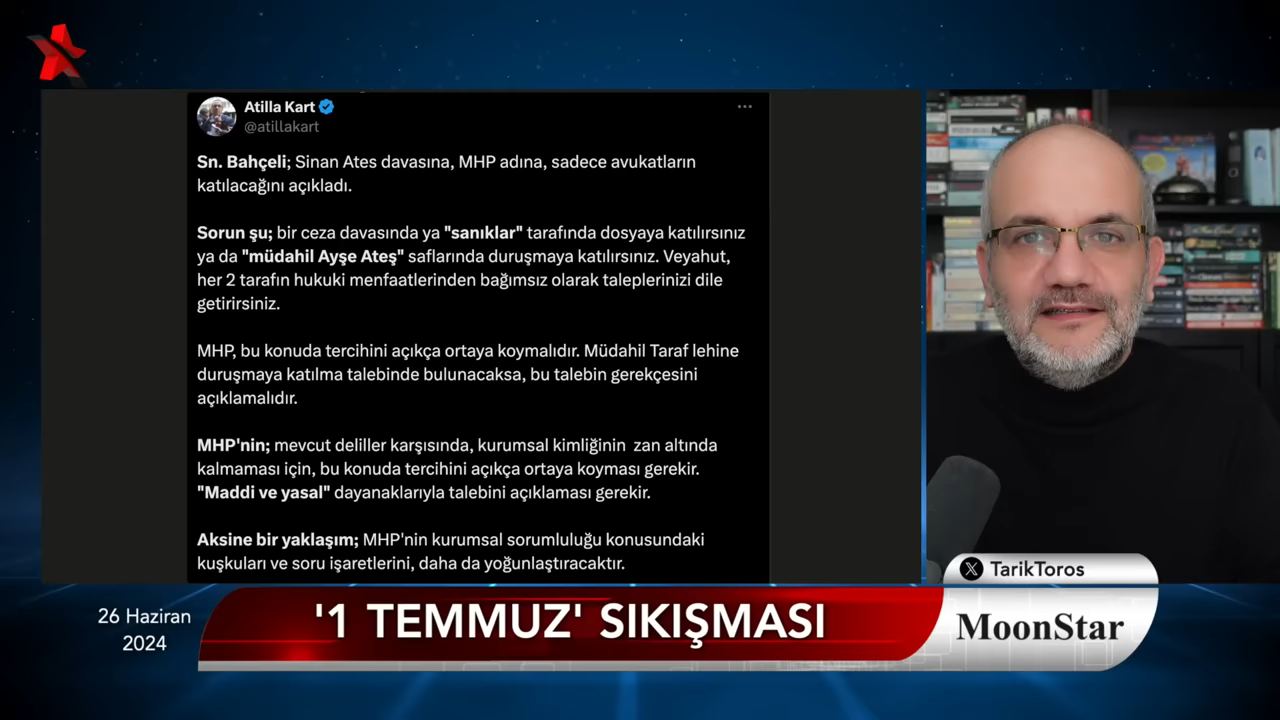 Atilla Kart
@atillakart
Sn. Bahçeli; Sinan Ates davasına, MHP adına, sadece avukatların
katılacağını açıkladı.
Sorun şu; bir ceza davasında ya "sanıklar" tarafında dosyaya katılırsınız
ya da "müdahil Ayşe Ateş" saflarında duruşmaya katılırsınız. Veyahut,
her 2 tarafın hukuki menfaatlerinden bağımsız olarak taleplerinizi dile
getirirsiniz.
MHP, bu konuda tercihini açıkça ortaya koymalıdır. Müdahil Taraf lehine
duruşmaya katılma talebinde bulunacaksa, bu talebin gerekçesini
açıklamalıdır.
MHP'nin; mevcut deliller karşısında, kurumsal kimliğinin zan altında
kalmaması için, bu konuda tercihini açıkça ortaya koyması gerekir.
"Maddi ve yasal" dayanaklarıyla talebini açıklaması gerekir.
Aksine bir yaklaşım; MHP'nin kurumsal sorumluluğu konusundaki
kuşkuları ve soru işaretlerini, daha da yoğunlaştıracaktır.
TarikToros
MoonStar
26 Haziran
2024
'1 TEMMUZ' SIKIŞMASI